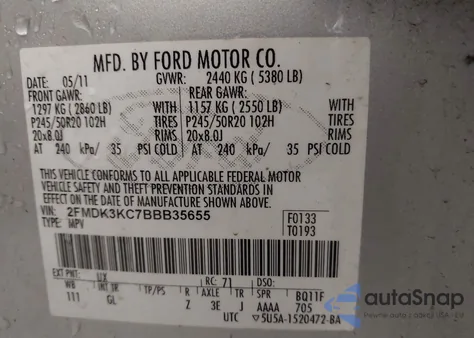 MFD. BY FORD MOTOR CO.
DATE: 05/11 GVWR: 2440 KG ( 5380 LB)
FRONT GAWR: REAR GAWR:
1297 KG ( 2860 LB) WITH 1157 KG ( 2550 LB) WITH
P245/50R20 102H TIRES P245/50R20 102H TIRES
20x8.0J RIMS 20x8.0J RIMS
AT 240 kPa/ 35 PSI COLD AT 240 kPa/ 35 PSI COLD
THIS VEHICLE CONFORMS TO ALL APPLICABLE FEDERAL MOTOR
VEHICLE SAFETY AND THEFT PREVENTION STANDARDS IN
EFFECT ON THE DATE OF MANUFACTURE SHOWN ABOVE.
VIN: 2FMDK3KC7BBB35655 F0133
TYPE: MPV T0193
EXT PNT: UX RC: 71 DSO:
WB INT TR TP/PS R AXLE TR SPR BQ11F
111 GL Z 3E J AAAA 705
UTC 5U5A-1520472-BA
autoSnap